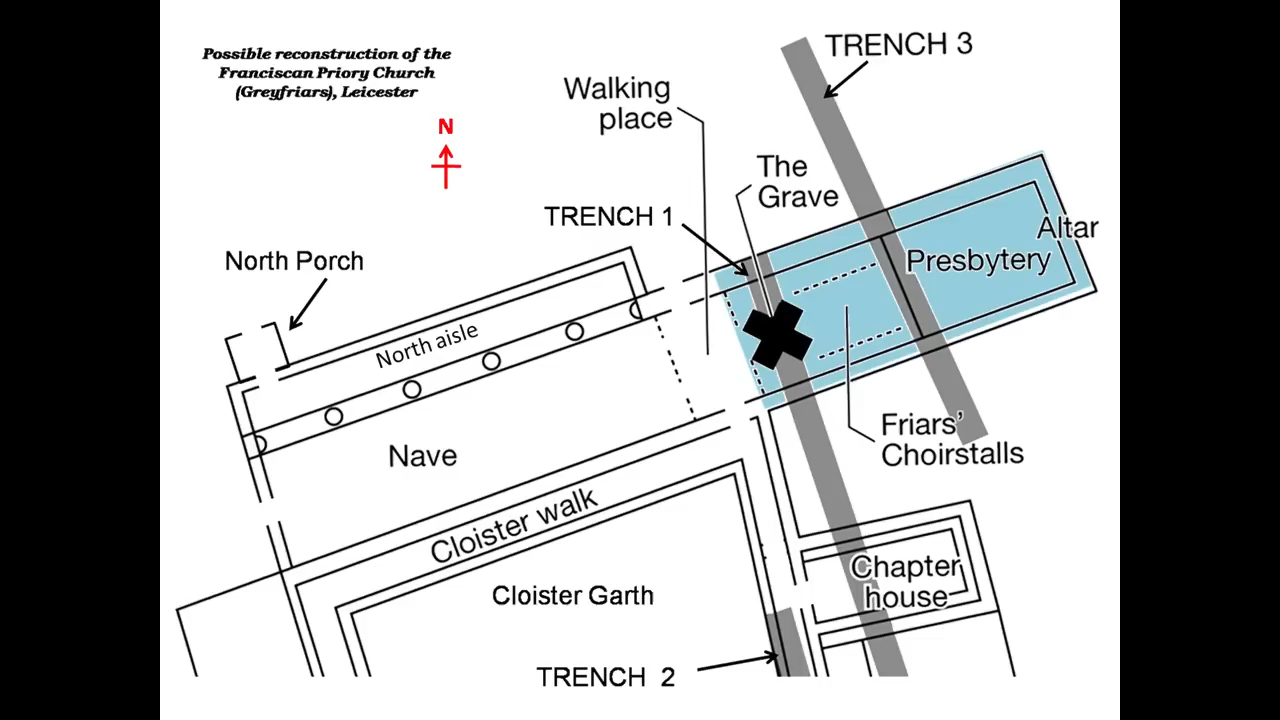 Possible reconstruction of the
Franciscan Priory Church
(Greyfriars), Leicester
N
TRENCH 3
Walking
place
The
Grave
TRENCH 1
North Porch
Altar
Presbytery
North aisle
Nave
Friars'
Choirstalls
Cloister walk
Chapter
house
Cloister Garth
TRENCH 2